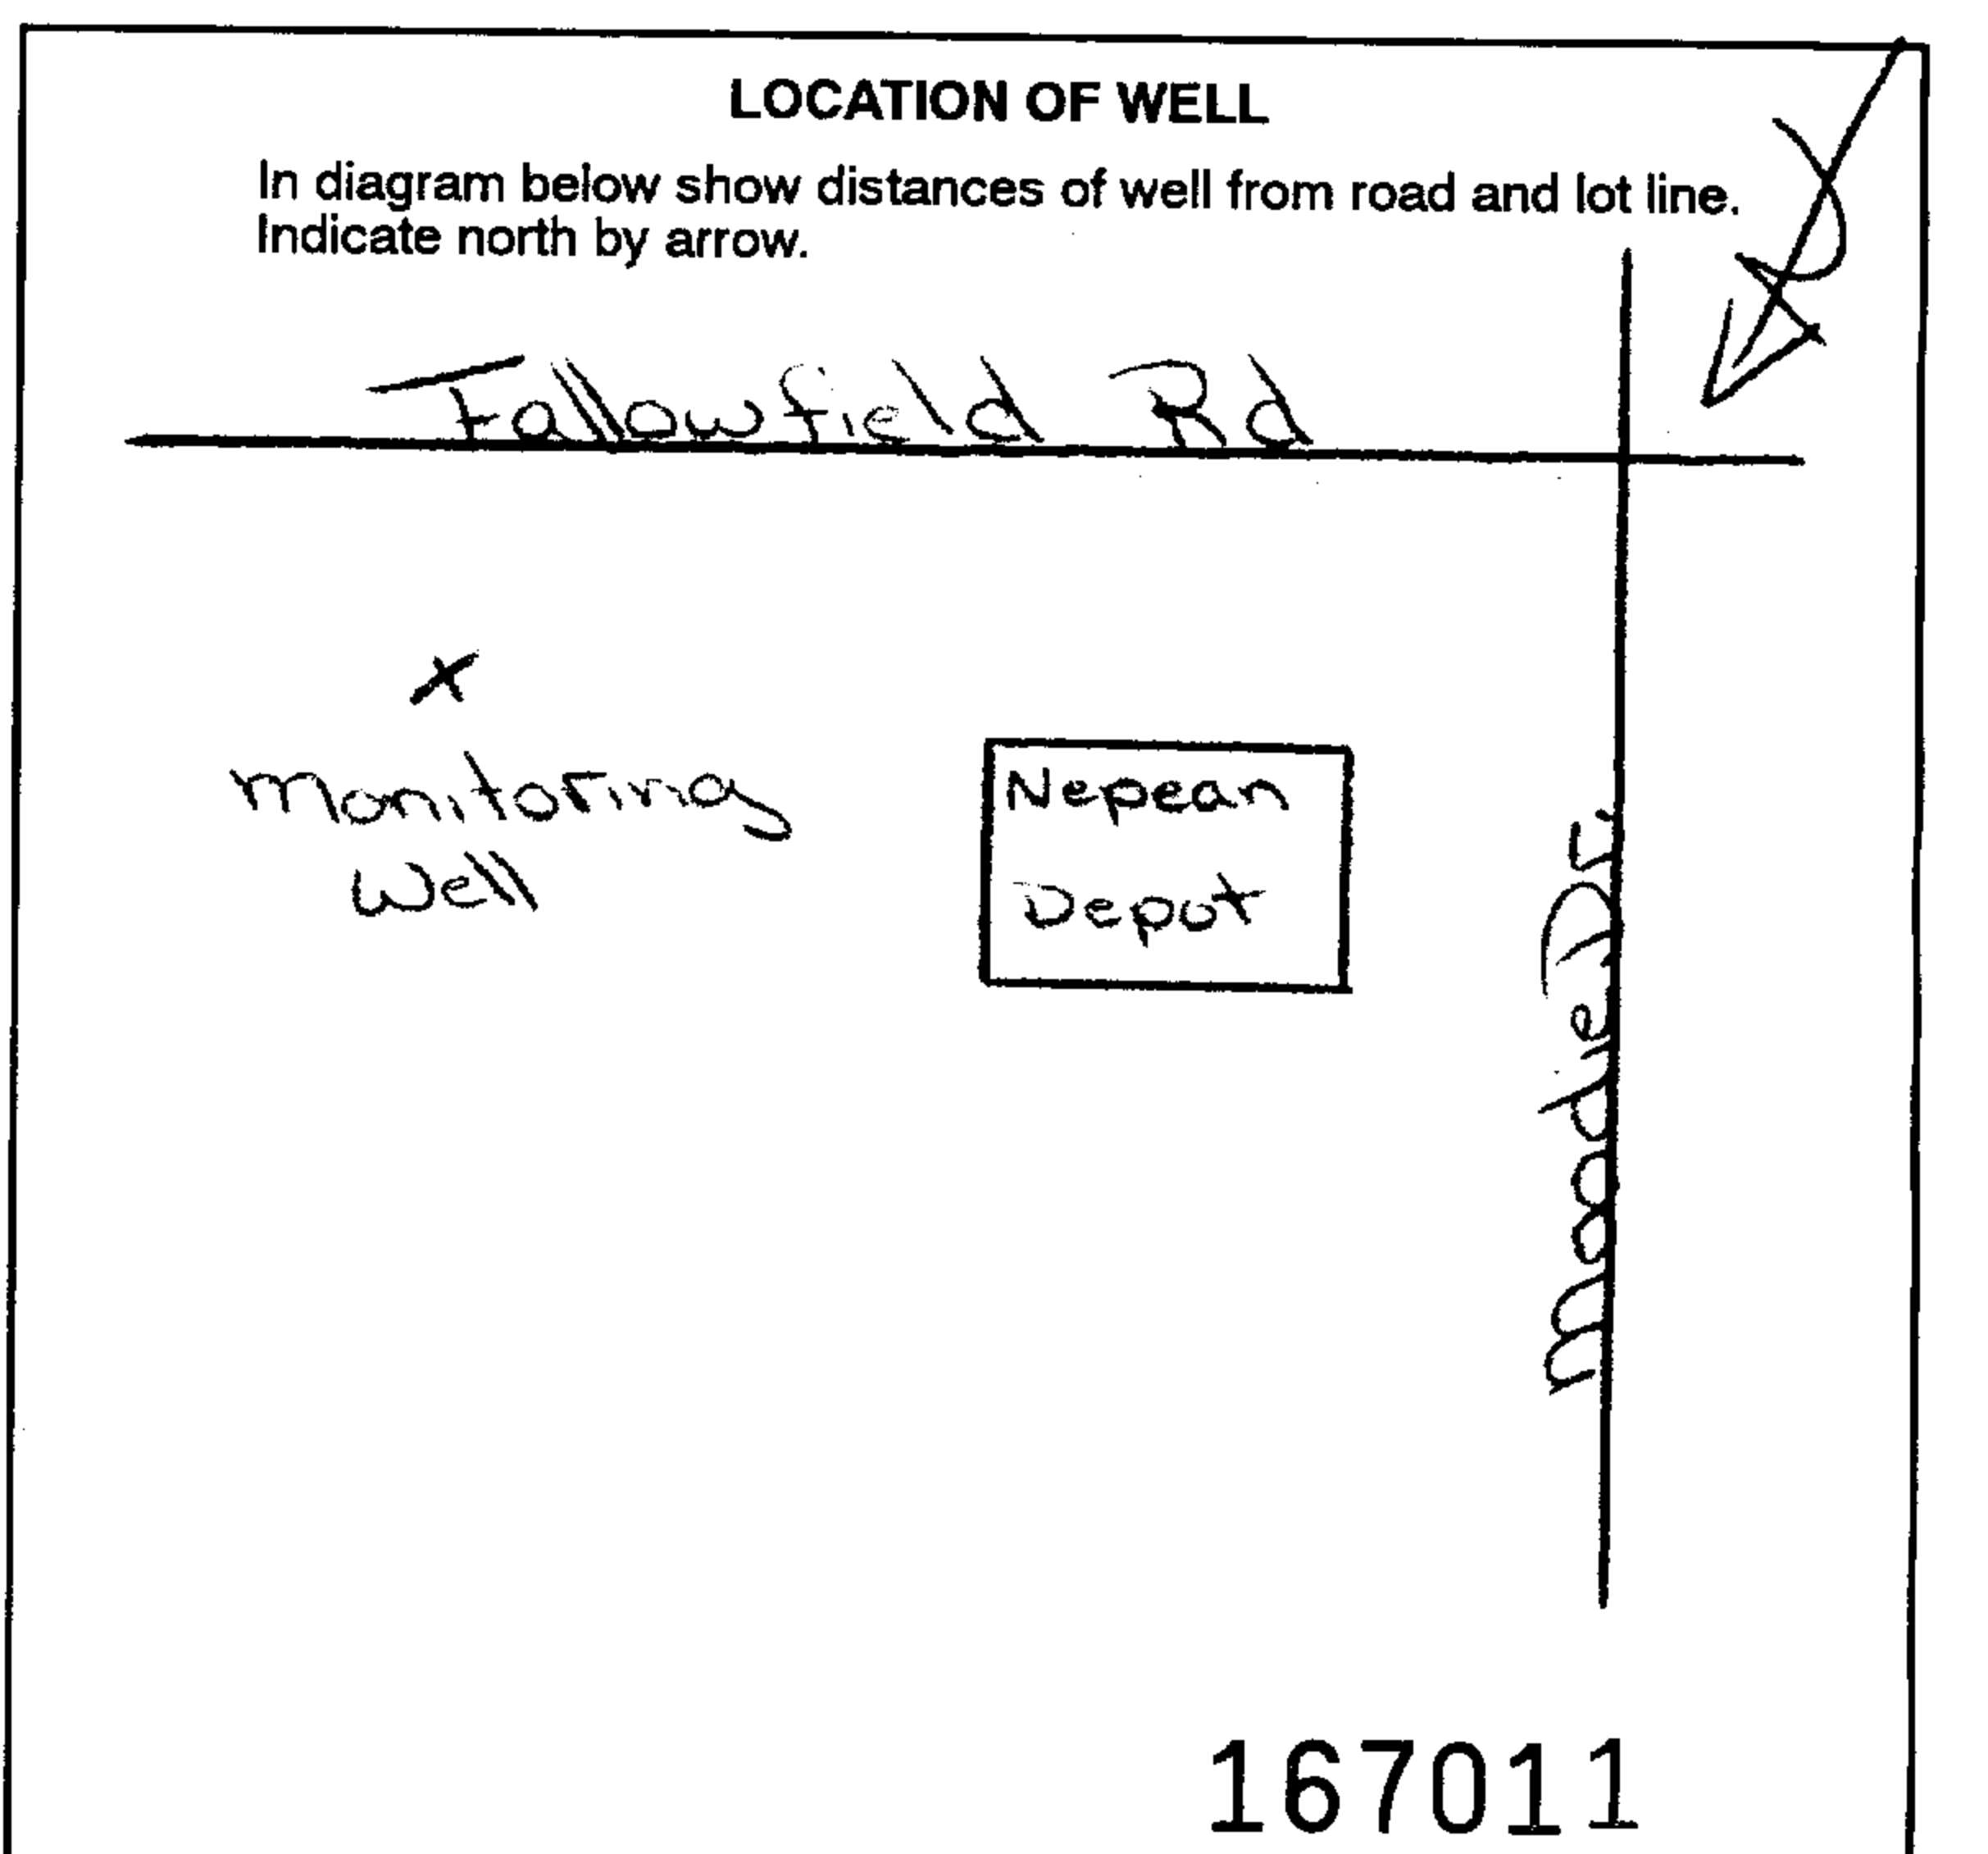 LOCATION OF WELL
In diagram below show distances of well from road and lot line.
Indicate north by arrow.
Fallowfield Rd
x
monitoring
Well
Nepean
Depot
Moodie Dr.
167011